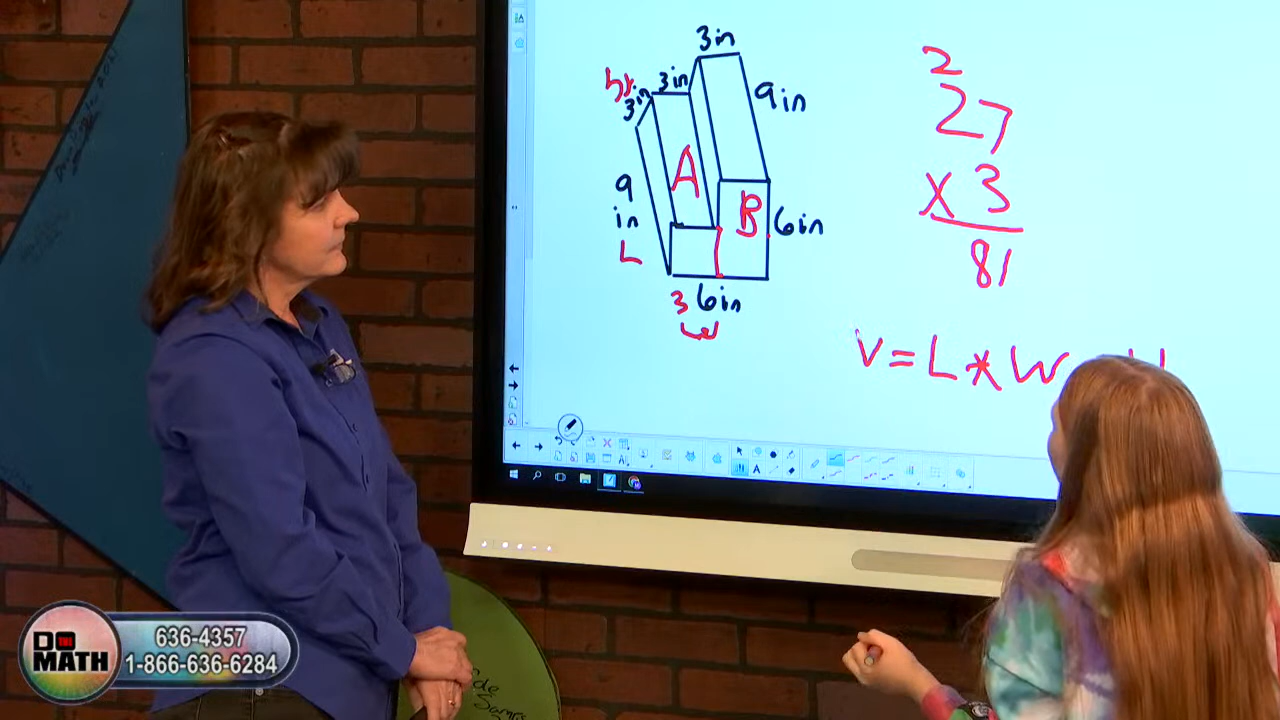 3in
3in
3in
9in
A
B
9
in
L
6in
3 6in
W
2
27
x 3
81
V = L * W
DO THE MATH
636-4357
1-866-636-6284